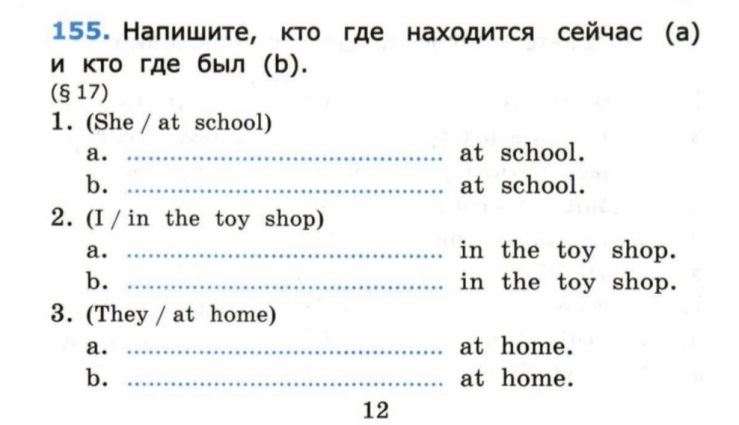 155. Напишите, кто где находится сейчас (a)
и кто где был (b).
(§ 17)
1. (She / at school)
a. ........................................ at school.
b. ........................................ at school.
2. (I / in the toy shop)
a. ........................................ in the toy shop.
b. ........................................ in the toy shop.
3. (They / at home)
a. ........................................ at home.
b. ........................................ at home.
12